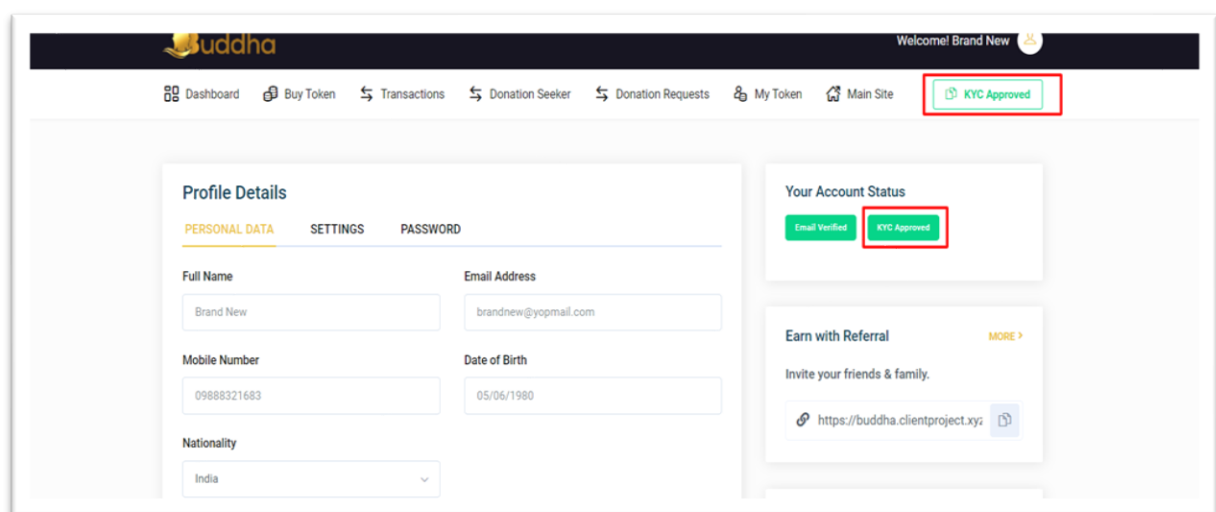 Buddha
Welcome! Brand New
Dashboard Buy Token Transactions Donation Seeker Donation Requests My Token Main Site KYC Approved
Profile Details
PERSONAL DATA SETTINGS PASSWORD
Full Name Email Address
Brand New brandnew@yopmail.com
Mobile Number Date of Birth
09888321683 05/06/1980
Nationality
India
Your Account Status
Email Verified KYC Approved
Earn with Referral MORE >
Invite your friends & family.
https://buddha.clientproject.xyz